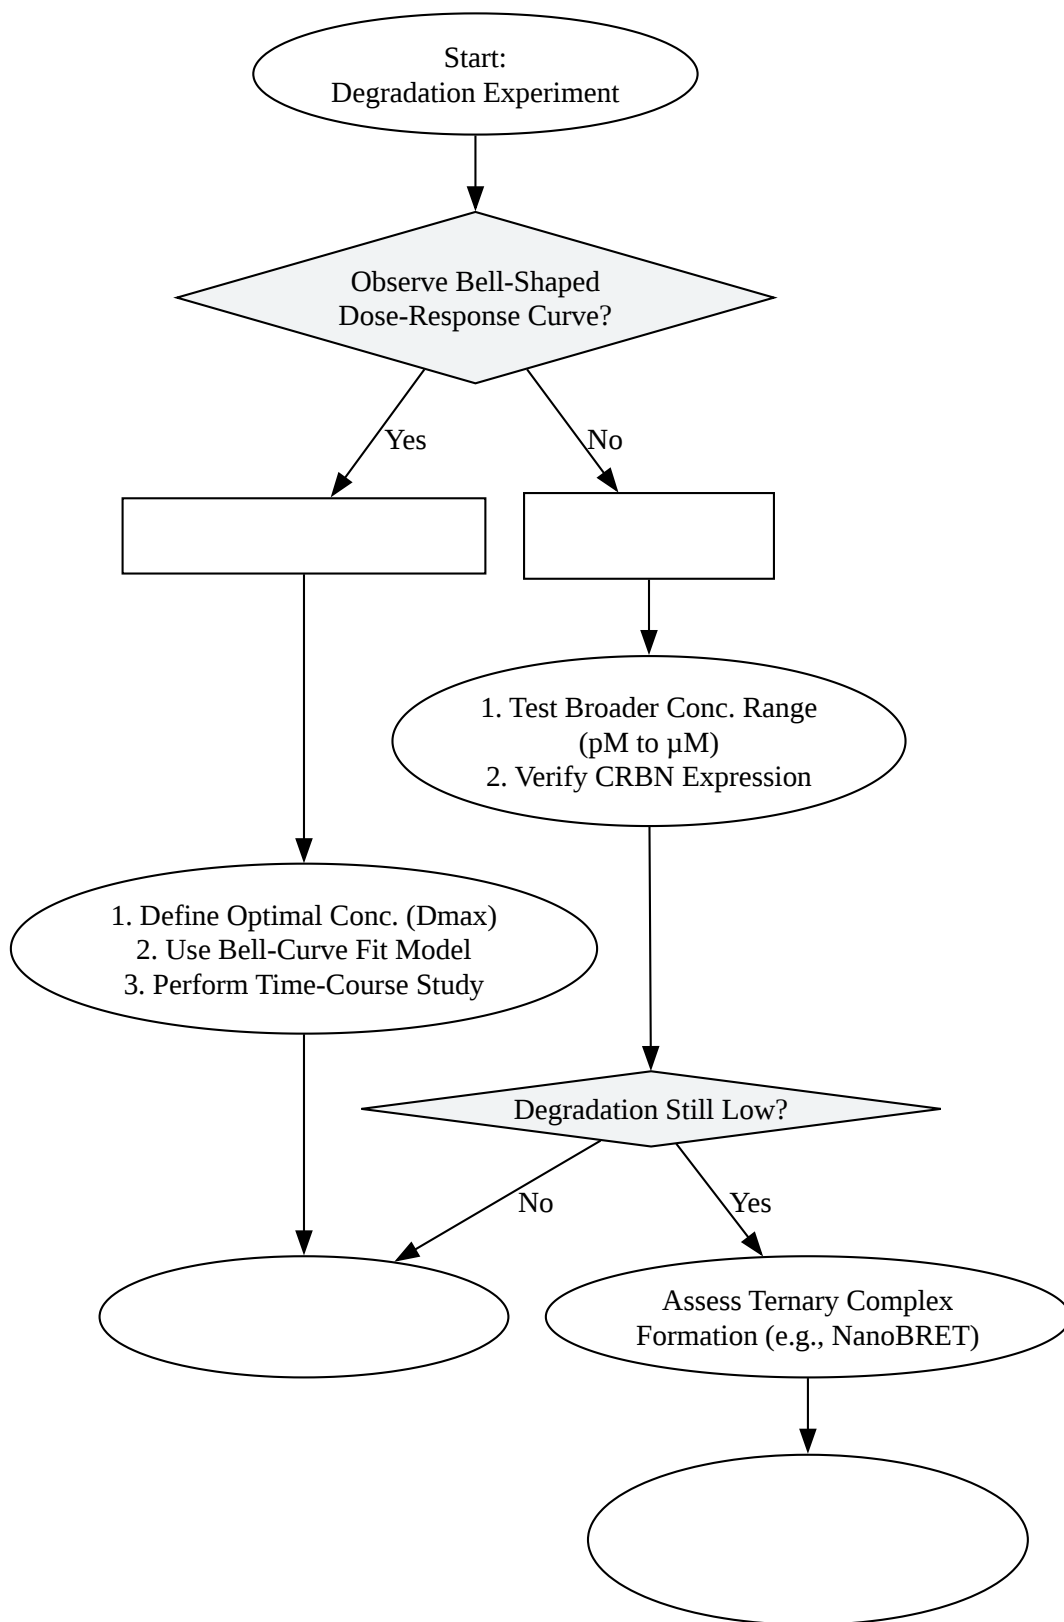 Start:
Degradation Experiment
Observe Bell-Shaped
Dose-Response Curve?
Yes
No
1. Test Broader Conc. Range
(pM to µM)
2. Verify CRBN Expression
1. Define Optimal Conc. (Dmax)
2. Use Bell-Curve Fit Model
3. Perform Time-Course Study
Degradation Still Low?
No
Yes
Assess Ternary Complex
Formation (e.g., NanoBRET)